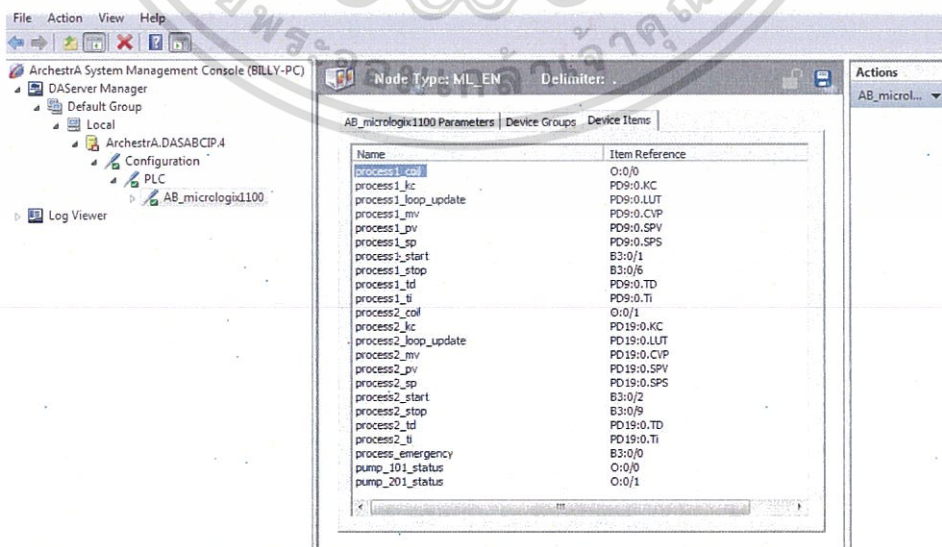 File Action View Help
ArchestrA System Management Console (BILLY-PC)
DAServer Manager
Default Group
Local
ArchestrA.DASABCIP.4
Configuration
PLC
AB_micrologix1100
Log Viewer
Node Type: ML_EN Delimiter: .
AB_micrologix1100 Parameters Device Groups Device Items
Name Item Reference
process1_coil O:0/0
process1_kc PD9:0.KC
process1_loop_update PD9:0.LUT
process1_mv PD9:0.CVP
process1_pv PD9:0.SPV
process1_sp PD9:0.SPS
process1_start B3:0/1
process1_stop B3:0/6
process1_td PD9:0.TD
process1_ti PD9:0.Ti
process2_coil O:0/1
process2_kc PD19:0.KC
process2_loop_update PD19:0.LUT
process2_mv PD19:0.CVP
process2_pv PD19:0.SPV
process2_sp PD19:0.SPS
process2_start B3:0/2
process2_stop B3:0/9
process2_td PD19:0.TD
process2_ti PD19:0.Ti
process_emergency B3:0/0
pump_101_status O:0/0
pump_201_status O:0/1
Actions
AB_microl...